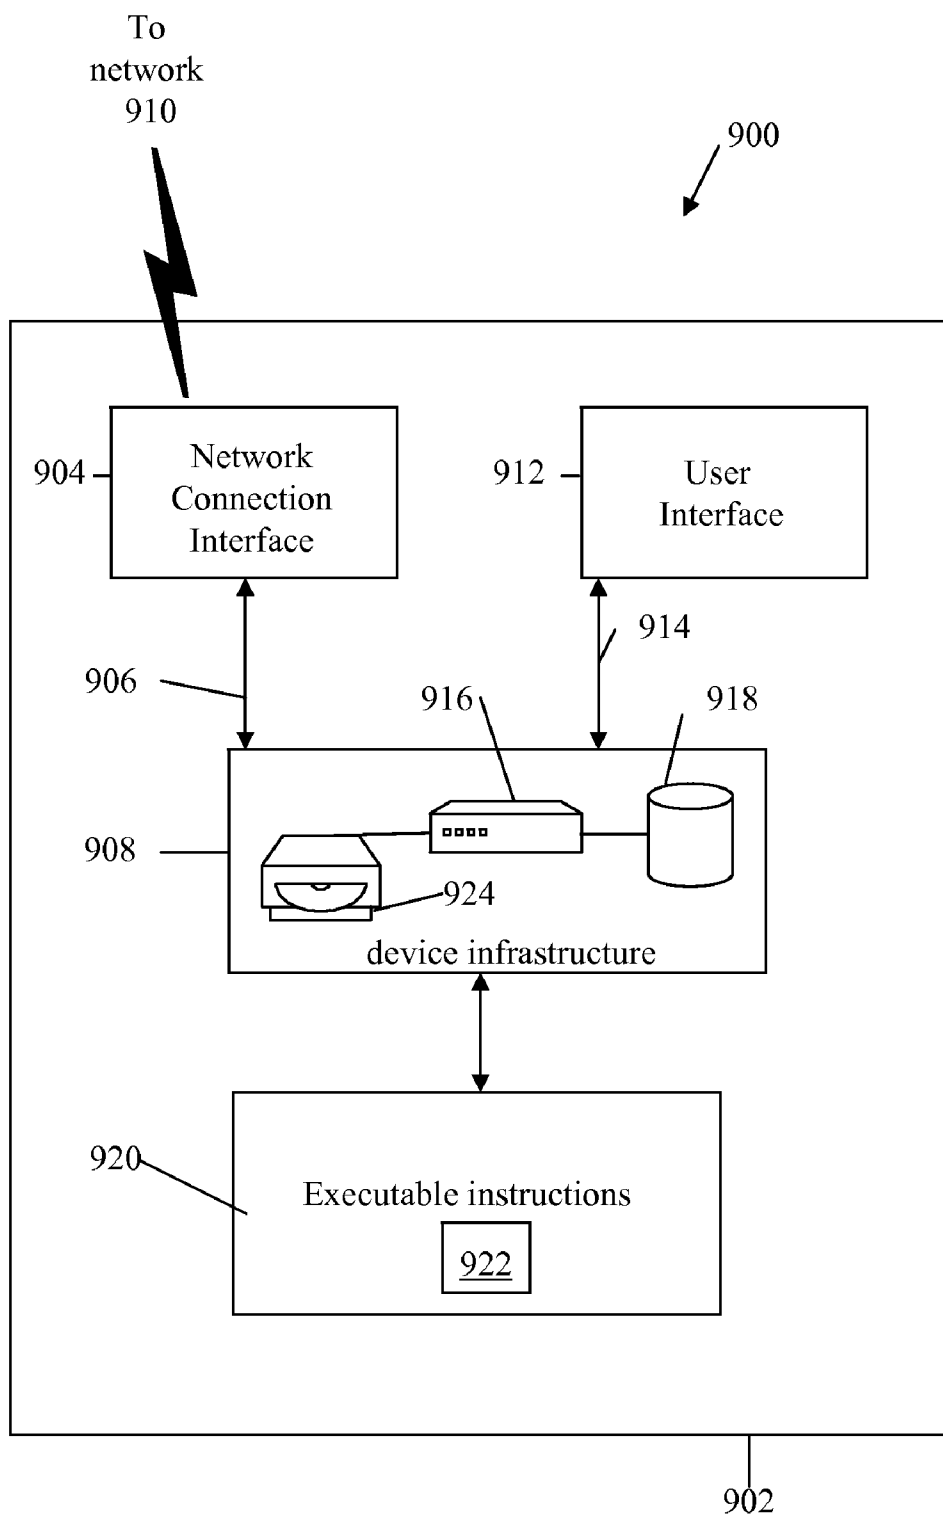 To
network
910
900
904
Network
Connection
Interface
912
User
Interface
906
914
916
918
908
924
device infrastructure
920
Executable instructions
922
902